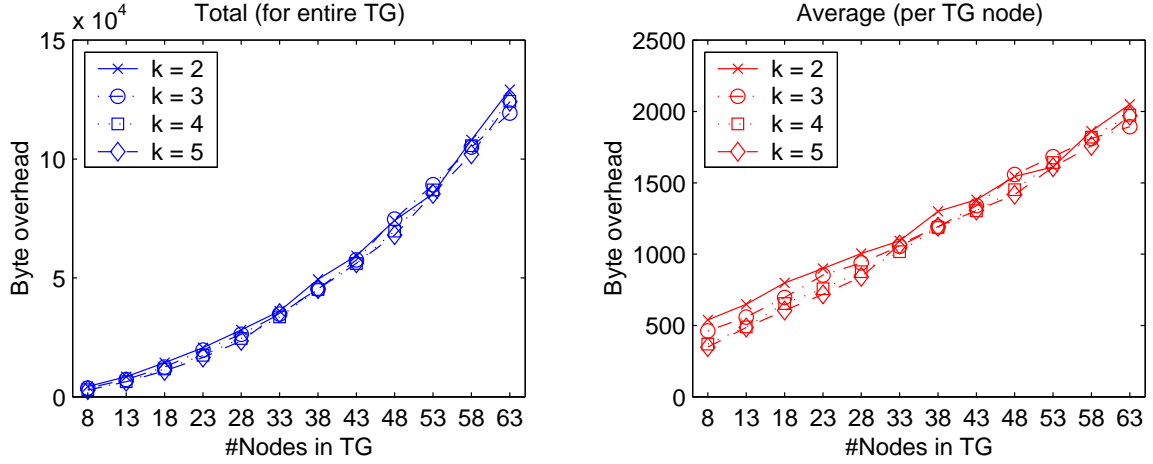 Total (for entire TG)
x 10^4
15
10
5
0
Byte overhead
k = 2
k = 3
k = 4
k = 5
8 13 18 23 28 33 38 43 48 53 58 63
#Nodes in TG
Average (per TG node)
2500
2000
1500
1000
500
0
Byte overhead
k = 2
k = 3
k = 4
k = 5
8 13 18 23 28 33 38 43 48 53 58 63
#Nodes in TG